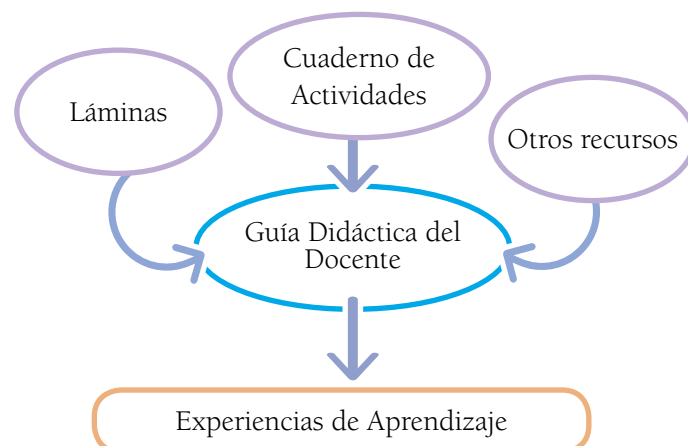 Láminas
Cuaderno de
Actividades
Otros recursos
Guía Didáctica del
Docente
Experiencias de Aprendizaje